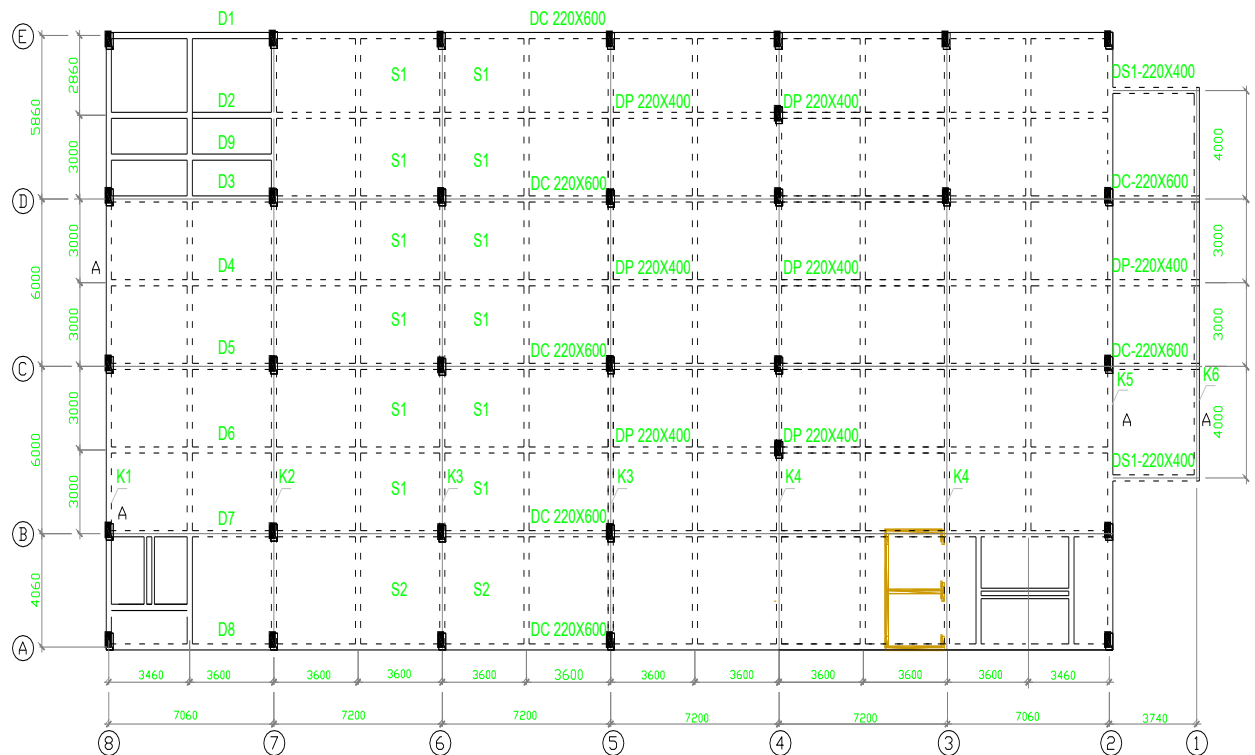 D1 DC 220X600
E
2860 S1 S1 DS1-220X400
D2 DP 220X400 DP 220X400
5860
D9 4000
3000 S1 S1
D3 DC 220X600 DC-220X600
D
3000 S1 S1 3000
A D4 DP 220X400 DP 220X400 DP-220X400
6000
3000 S1 S1 3000
D5 DC 220X600 DC-220X600
C
K5 K6
3000 S1 S1 A A 4000
D6 DP 220X400 DP 220X400
6000 DS1-220X400
K1 K2 K3 K3 K4 K4
3000 S1 S1
A
D7 DC 220X600
B
4060 S2 S2
D8 DC 220X600
A
3460 3600 3600 3600 3600 3600 3600 3600 3600 3600 3600 3460
7060 7200 7200 7200 7200 7060 3740
8 7 6 5 4 3 2 1